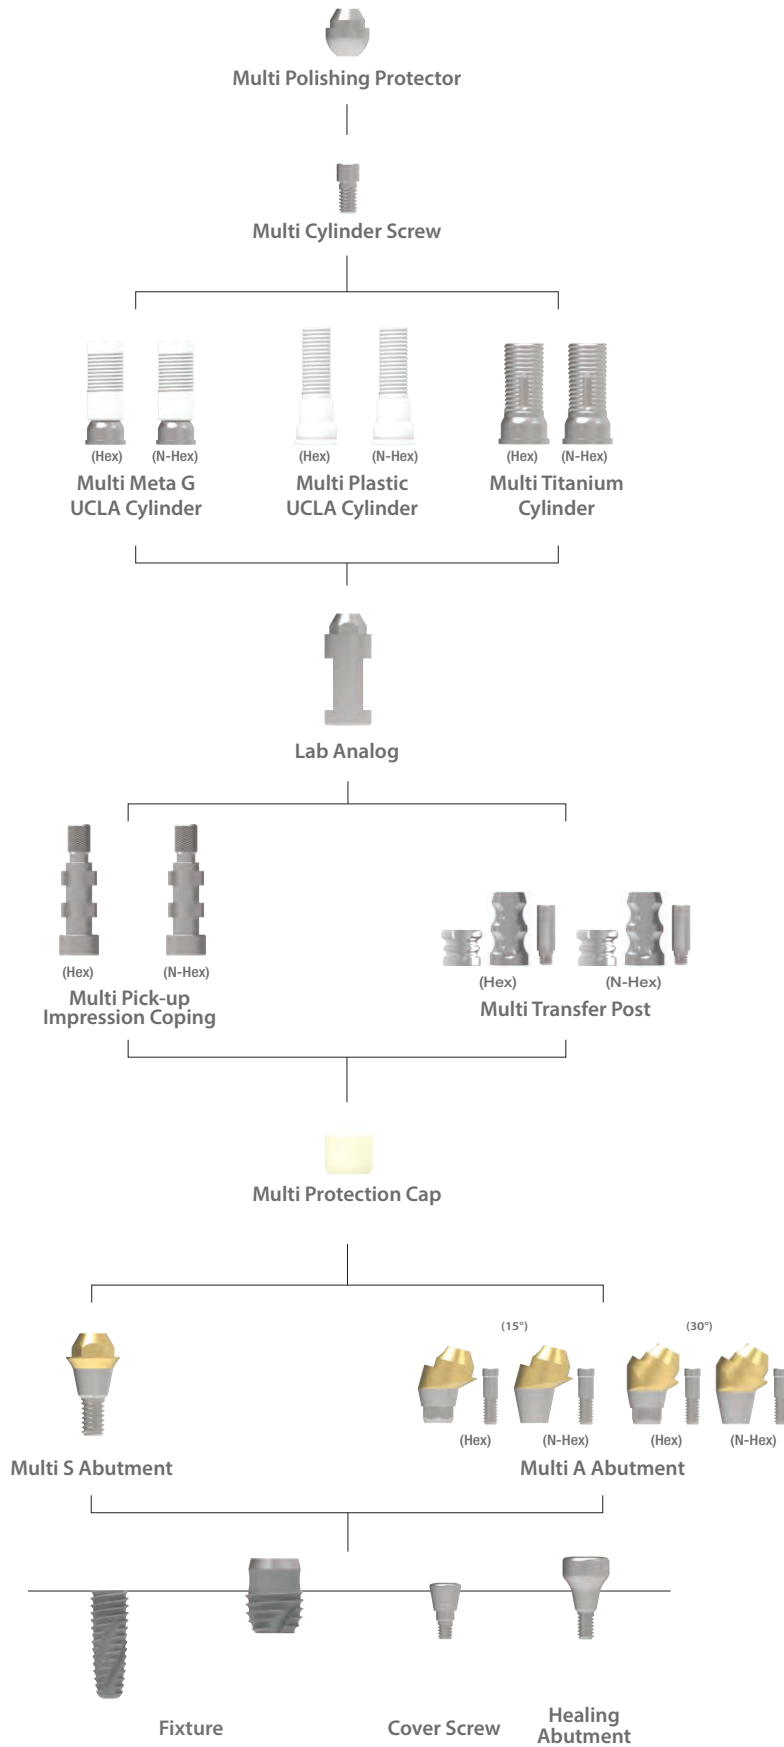 Multi Polishing Protector
Multi Cylinder Screw
(Hex) (N-Hex)
Multi Meta G
UCLA Cylinder
(Hex) (N-Hex)
Multi Plastic
UCLA Cylinder
(Hex) (N-Hex)
Multi Titanium
Cylinder
Lab Analog
(Hex) (N-Hex)
Multi Pick-up
Impression Coping
(Hex) (N-Hex)
Multi Transfer Post
Multi Protection Cap
Multi S Abutment
(15°) (30°)
(Hex) (N-Hex) (Hex) (N-Hex)
Multi A Abutment
Fixture
Cover Screw
Healing
Abutment